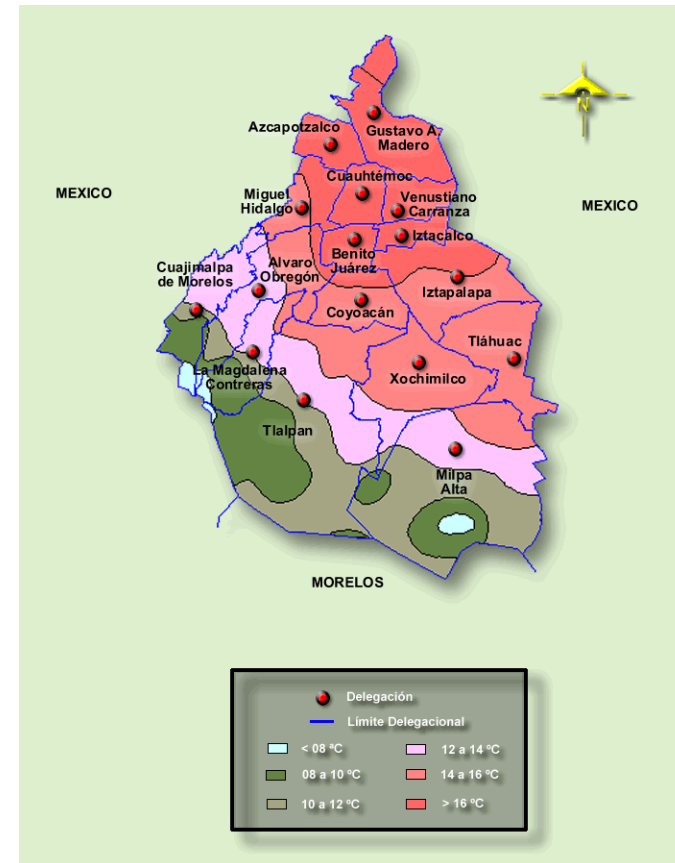 Azcapotzalco
Gustavo A.
Madero
N
Cuauhtémoc
MEXICO
Miguel
Hidalgo
Venustiano
Carranza
MEXICO
Iztacalco
Benito
Juárez
Cuajimalpa
de Morelos
Alvaro
Obregón
Iztapalapa
Coyoacán
Tláhuac
La Magdalena
Contreras
Xochimilco
Tlalpan
Milpa
Alta
MORELOS
Delegación
Límite Delegacional
< 08 ºC
12 a 14 ºC
08 a 10 ºC
14 a 16 ºC
10 a 12 ºC
> 16 ºC